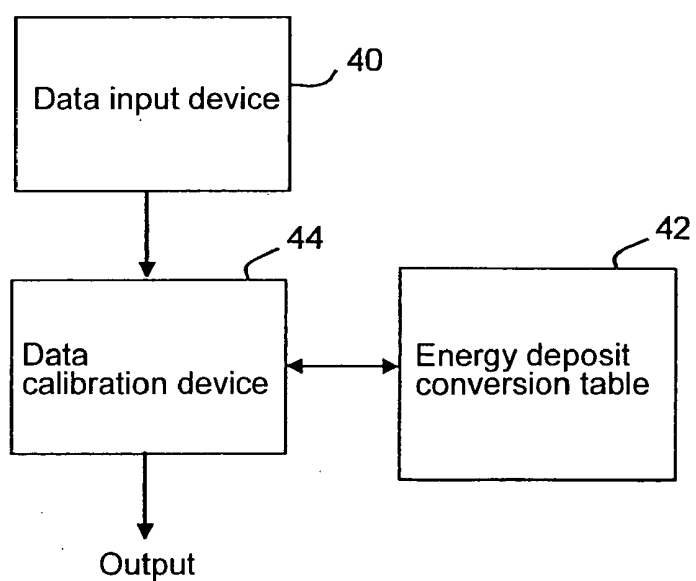 40
Data input device
44
42
Data
calibration device
Energy deposit
conversion table
Output